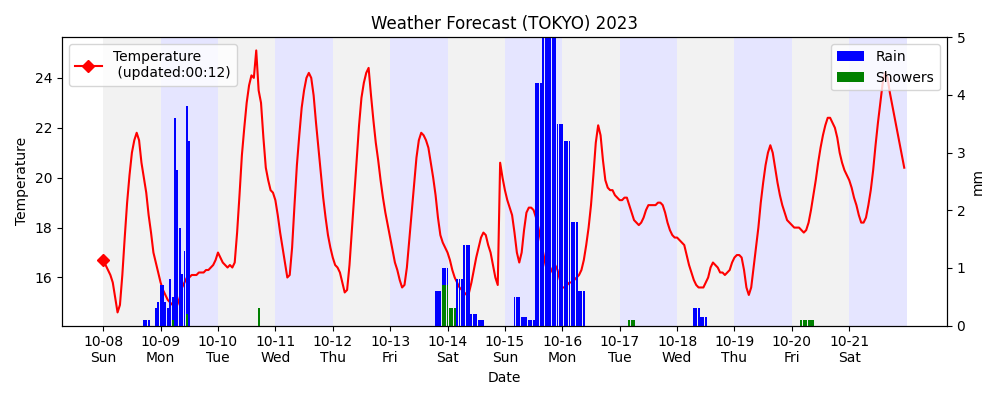 Weather Forecast (TOKYO) 2023
Temperature
(updated:00:12)
Rain
Showers
Temperature
24
22
20
18
16
5
4
3
2
1
0
mm
10-08 10-09 10-10 10-11 10-12 10-13 10-14 10-15 10-16 10-17 10-18 10-19 10-20 10-21
Sun Mon Tue Wed Thu Fri Sat Sun Mon Tue Wed Thu Fri Sat
Date